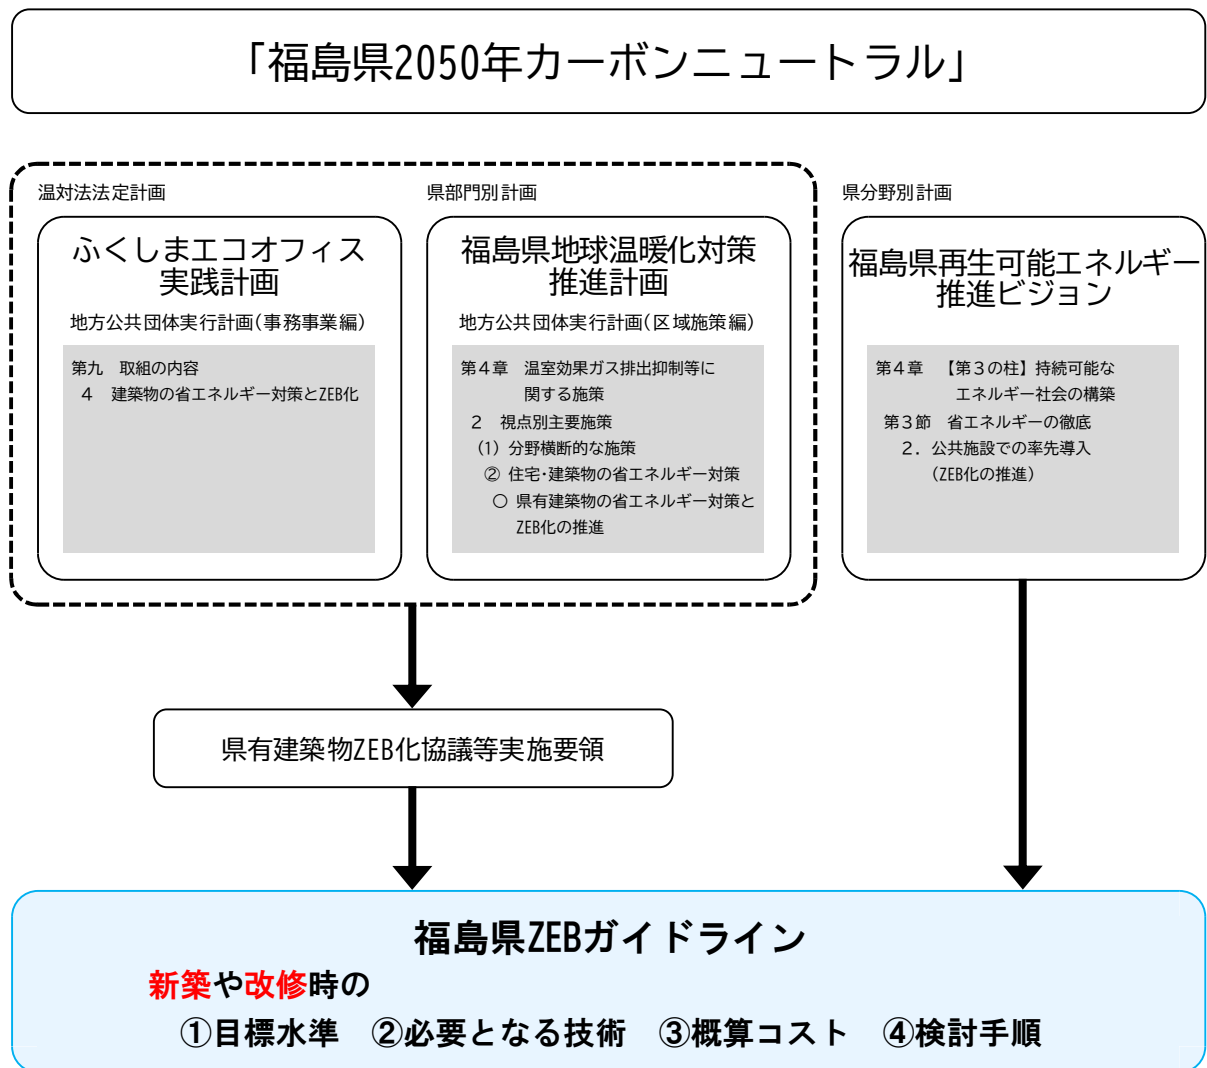 「福島県2050年カーボンニュートラル」
温対法法定計画
ふくしまエコオフィス
実践計画
地方公共団体実行計画(事務事業編)
第九　取組の内容
4　建築物の省エネルギー対策とZEB化
県部門別計画
福島県地球温暖化対策
推進計画
地方公共団体実行計画(区域施策編)
第4章　温室効果ガス排出抑制等に
関する施策
2　視点別主要施策
(1) 分野横断的な施策
② 住宅・建築物の省エネルギー対策
○ 県有建築物の省エネルギー対策と
ZEB化の推進
県分野別計画
福島県再生可能エネルギー
推進ビジョン
第4章　【第3の柱】持続可能な
エネルギー社会の構築
第3節　省エネルギーの徹底
2．公共施設での率先導入
(ZEB化の推進)
県有建築物ZEB化協議等実施要領
福島県ZEBガイドライン
新築や改修時の
①目標水準　②必要となる技術　③概算コスト　④検討手順